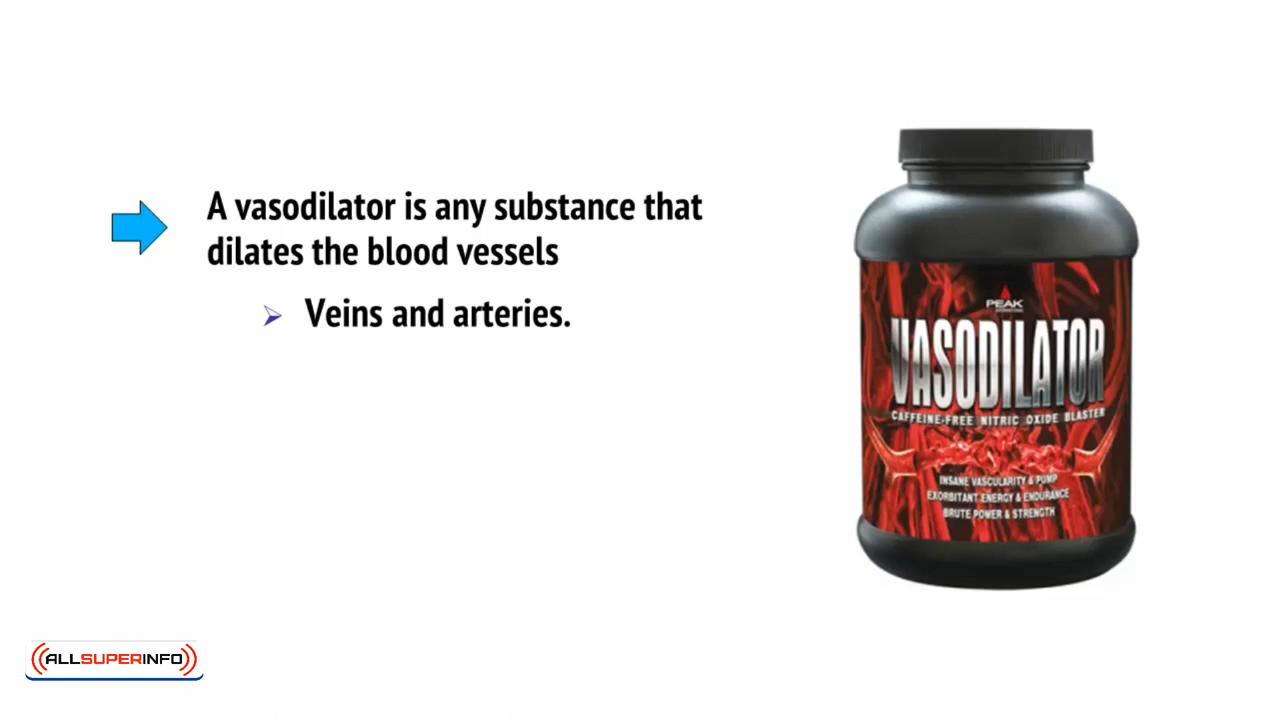 A vasodilator is any substance that
dilates the blood vessels
Veins and arteries.
PEAK
VASODILATOR
CAFFEINE-FREE NITRIC OXIDE BLASTER
INSANE VASCULARITY & PUMP
EXORBITANT ENERGY & ENDURANCE
BRUTE POWER & STRENGTH
ALLSUPERINFO